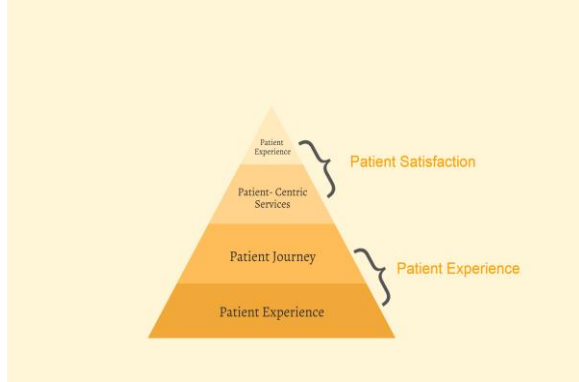 Patient
Experience
Patient Satisfaction
Patient- Centric
Services
Patient Journey
Patient Experience
Patient Experience